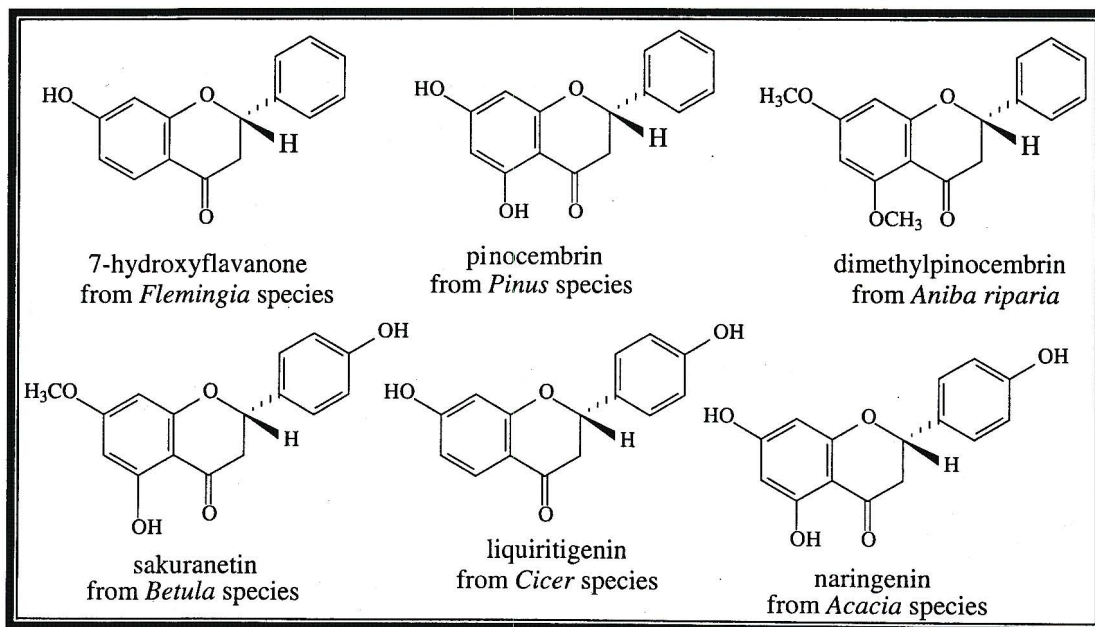 HO
O
H
O
7-hydroxyflavanone
from Flemingia species
HO
O
H
OH
O
pinocembrin
from Pinus species
H₃CO
O
H
OCH₃
O
dimethylpinocembrin
from Aniba riparia
OH
H₃CO
O
H
OH
O
sakuranetin
from Betula species
OH
HO
O
H
O
liquiritigenin
from Cicer species
OH
HO
O
H
OH
O
naringenin
from Acacia species